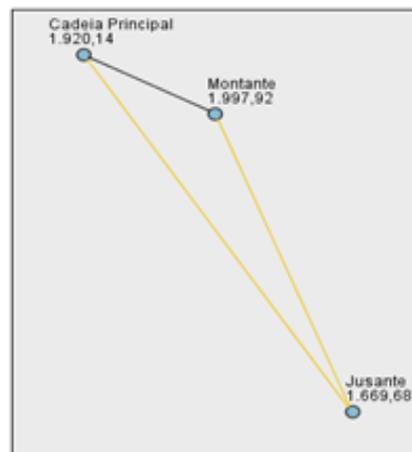 Cadeia Principal
1.920,14
Montante
1.997,92
Jusante
1.669,68